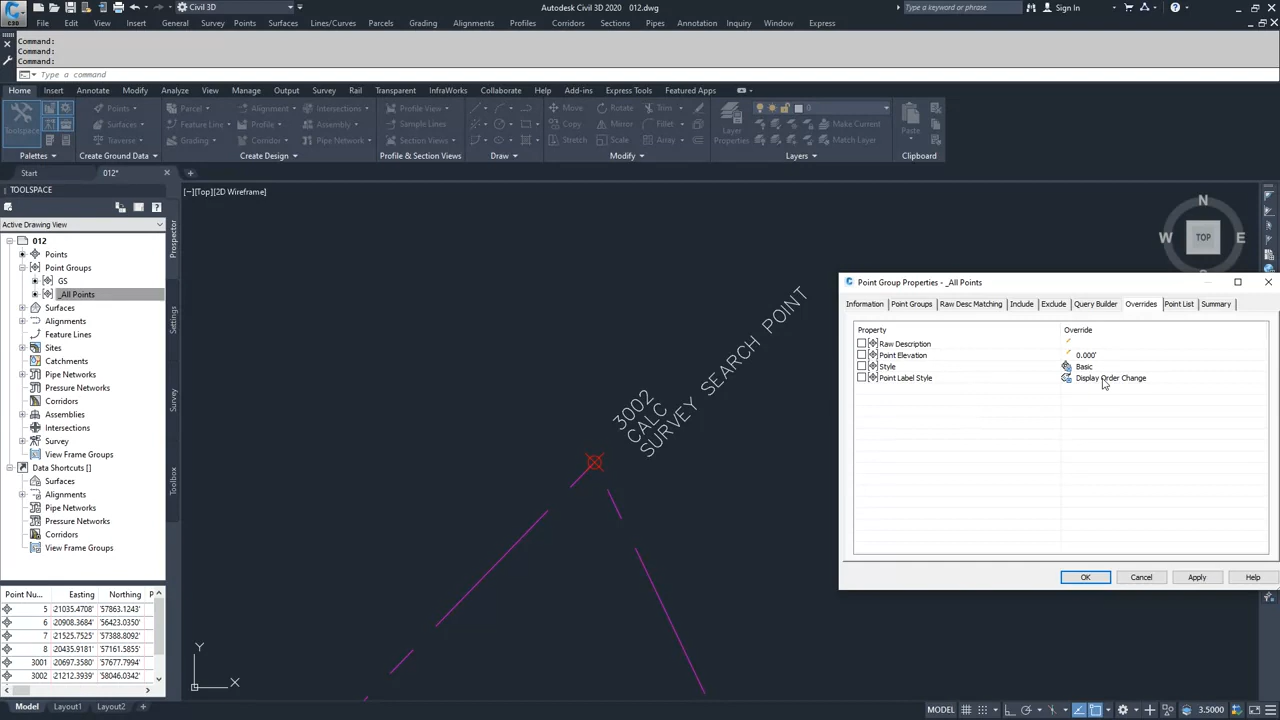 C3D
Civil 3D
Autodesk Civil 3D 2020 012.dwg
Type a keyword or phrase
Sign In
File Edit View Insert General Survey Points Surfaces Lines/Curves Parcels Grading Alignments Profiles Corridors Sections Pipes Annotation Inquiry Window Express
Command:
Command:
Command:
Type a command
Home Insert Annotate Modify Analyze View Manage Output Survey Rail Transparent InfraWorks Collaborate Help Add-ins Express Tools Featured Apps
Toolspace
Points
Surfaces
Traverse
Parcel
Feature Line
Grading
Alignment
Profile
Corridor
Intersections
Assembly
Pipe Network
Profile View
Sample Lines
Section Views
Move Rotate Trim
Copy Mirror Fillet
Stretch Scale Array
Layer Properties
0
Make Current
Match Layer
Paste
Palettes
Create Ground Data
Create Design
Profile & Section Views
Draw
Modify
Layers
Clipboard
Start
012*
TOOLSPACE
Active Drawing View
012
Points
Point Groups
GS
_All Points
Surfaces
Alignments
Feature Lines
Sites
Catchments
Pipe Networks
Pressure Networks
Corridors
Assemblies
Intersections
Survey
View Frame Groups
Data Shortcuts []
Surfaces
Alignments
Pipe Networks
Pressure Networks
Corridors
View Frame Groups
Prospector
Settings
Survey
Toolbox
Point Nu... Easting Northing P
5 ‹21035.4708' '57863.1243'
6 ‹20908.3684' '56423.0350'
7 ‹21525.7525' '57388.8092'
8 ‹20435.9181' '57161.5855'
3001 ‹20697.3580' '57677.7994'
3002 ‹21212.3939' '58046.0342'
[−][Top][2D Wireframe]
N
W TOP E
3002
CALC
SURVEY SEARCH POINT
Y
X
Point Group Properties - _All Points
Information Point Groups Raw Desc Matching Include Exclude Query Builder Overrides Point List Summary
Property Override
Raw Description
Point Elevation 0.000'
Style Basic
Point Label Style Display Order Change
OK Cancel Apply Help
Model Layout1 Layout2 +
MODEL
3.5000